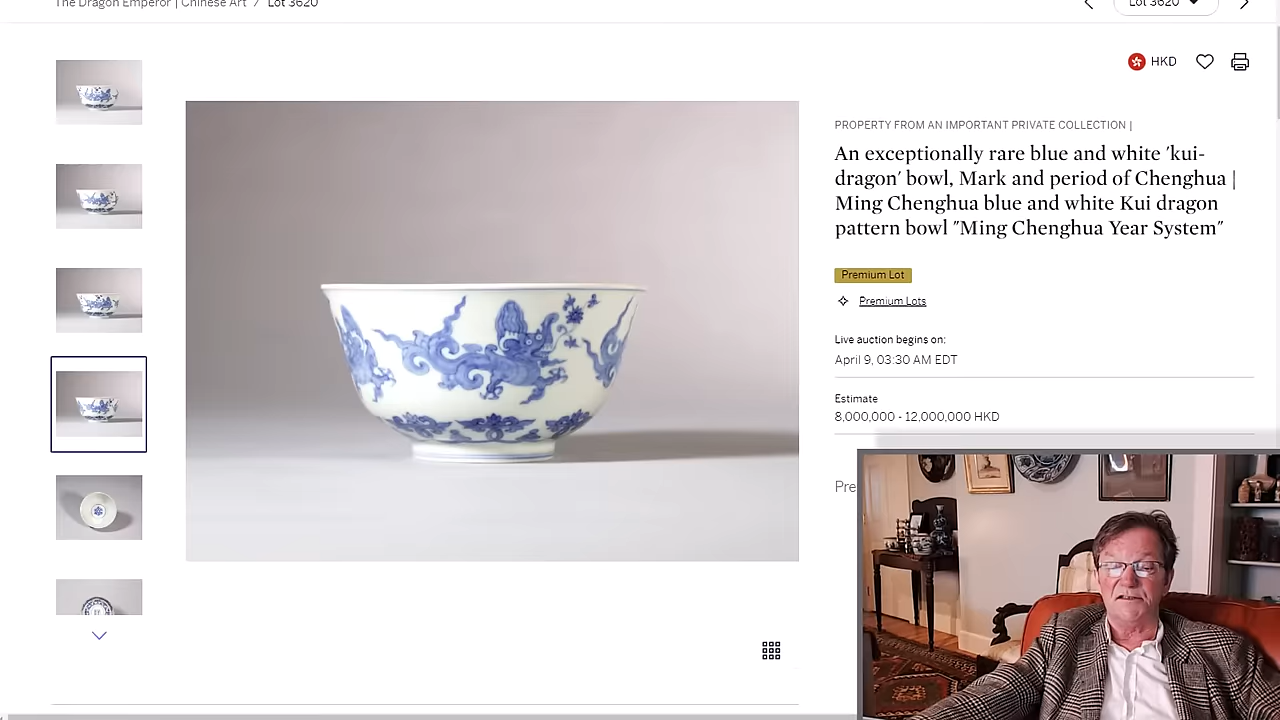 The Dragon Emperor | Chinese Art / Lot 3620
Lot 3620
HKD
PROPERTY FROM AN IMPORTANT PRIVATE COLLECTION |
An exceptionally rare blue and white 'kui-
dragon' bowl, Mark and period of Chenghua |
Ming Chenghua blue and white Kui dragon
pattern bowl "Ming Chenghua Year System"
Premium Lot
Premium Lots
Live auction begins on:
April 9, 03:30 AM EDT
Estimate
8,000,000 - 12,000,000 HKD
Pre